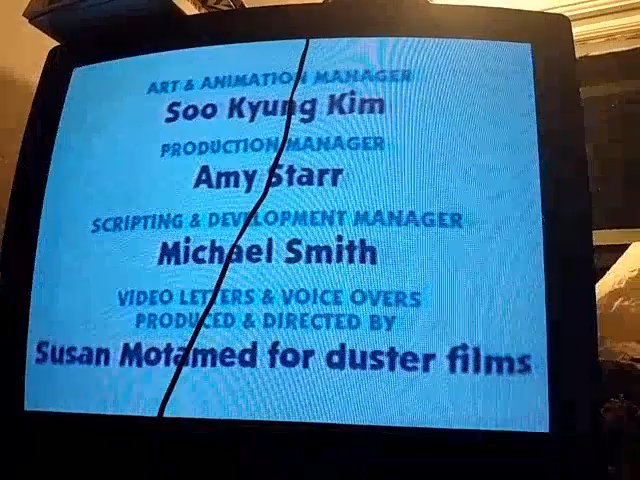 ART & ANIMATION MANAGER
Soo Kyung Kim
PRODUCTION MANAGER
Amy Starr
SCRIPTING & DEVELOPMENT MANAGER
Michael Smith
VIDEO LETTERS & VOICE OVERS
PRODUCED & DIRECTED BY
Susan Motamed for duster films